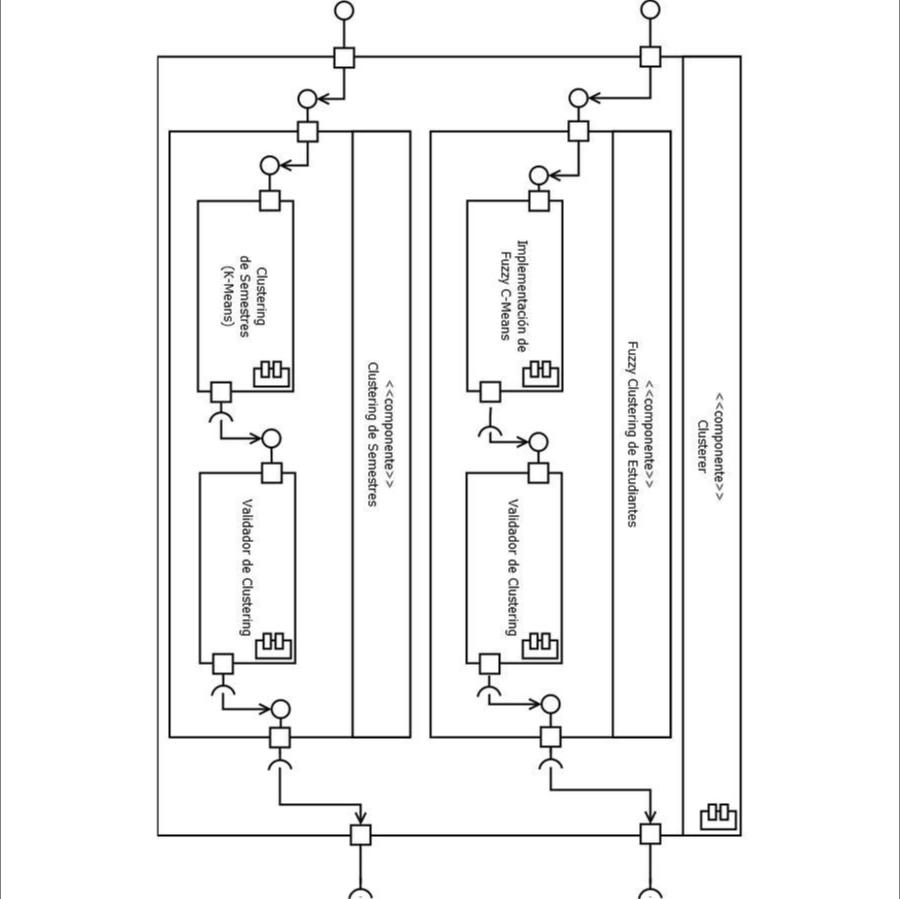 <<componente>>
Clusterer
<<componente>>
Fuzzy Clustering de Estudiantes
Implementación de
Fuzzy C-Means
Validador de Clustering
<<componente>>
Clustering de Semestres
Clustering
de Semestres
(K-Means)
Validador de Clustering